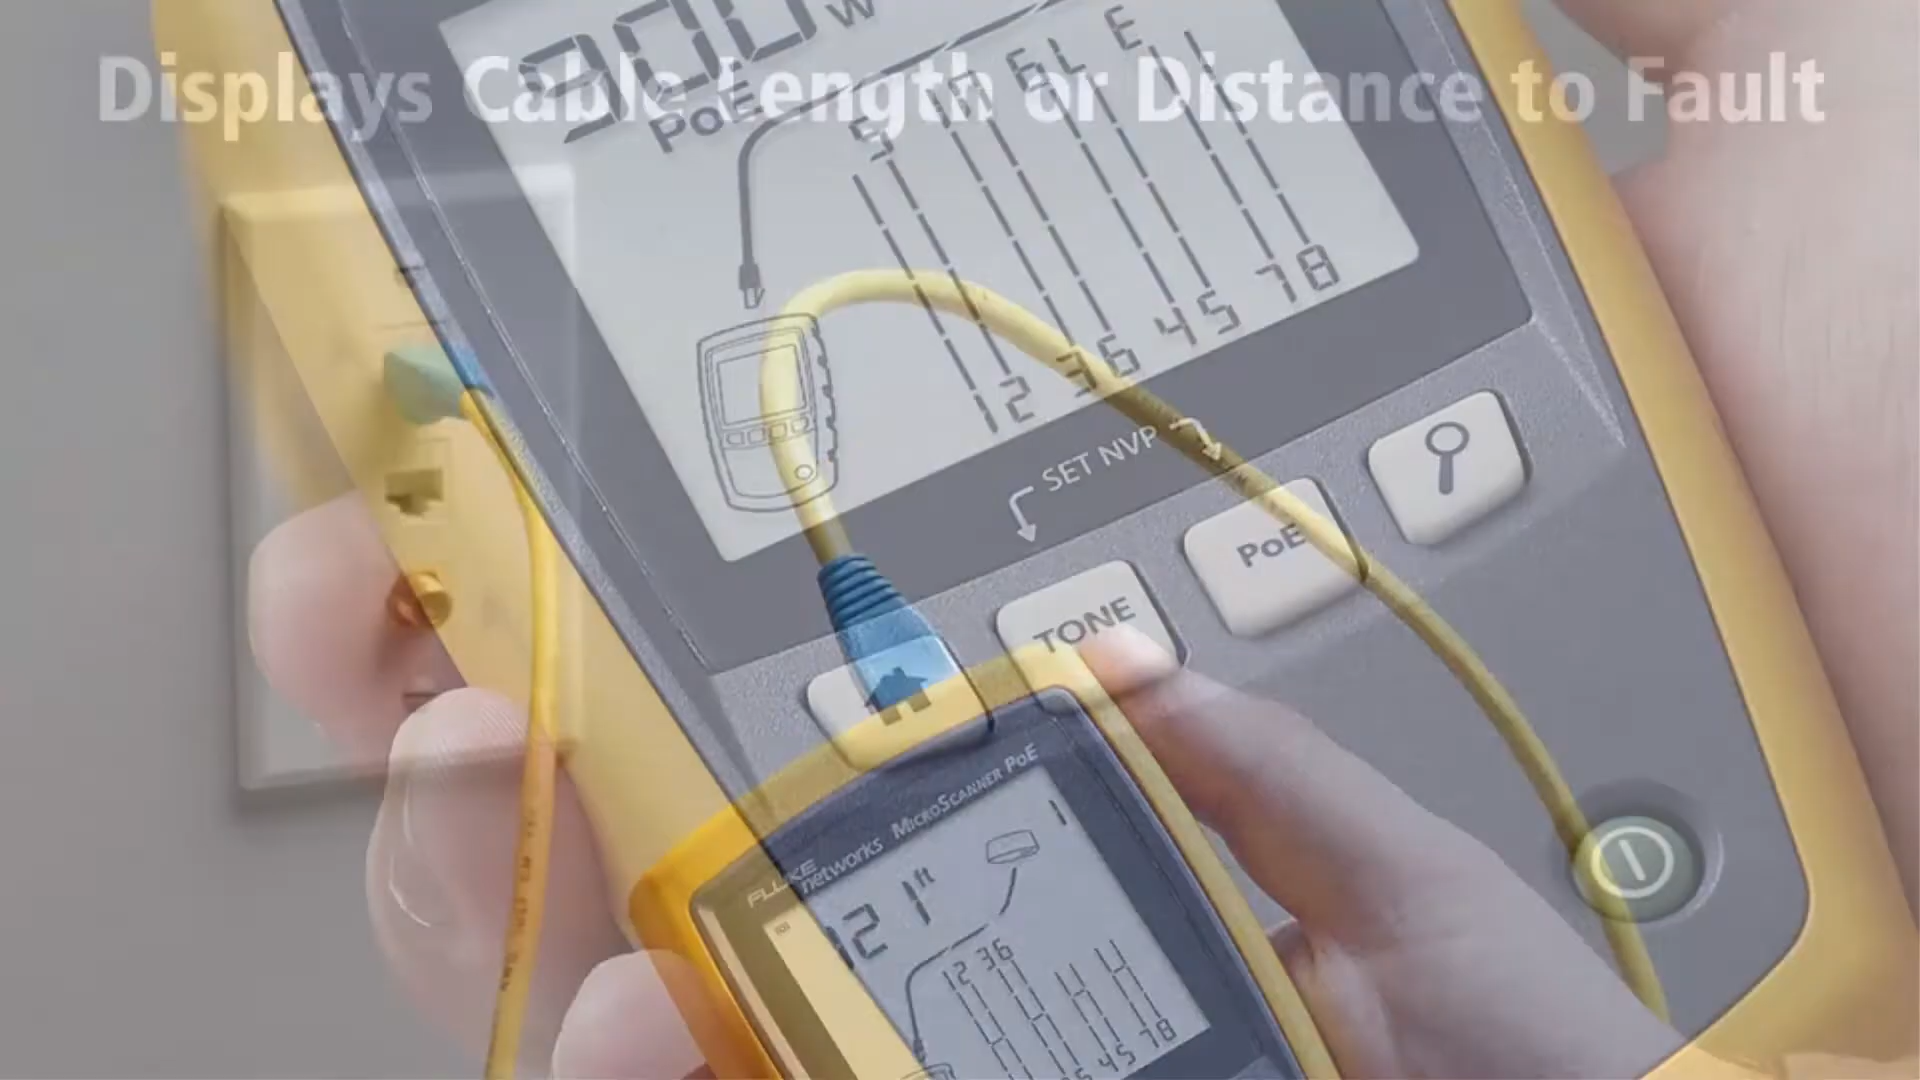 Displays Cable Length or Distance to Fault
900 W
PoE
12 36 45 78
SET NVP
PoE
TONE
FLUKE
networks MICROSCANNER PoE
21 ft
12 36
45 78